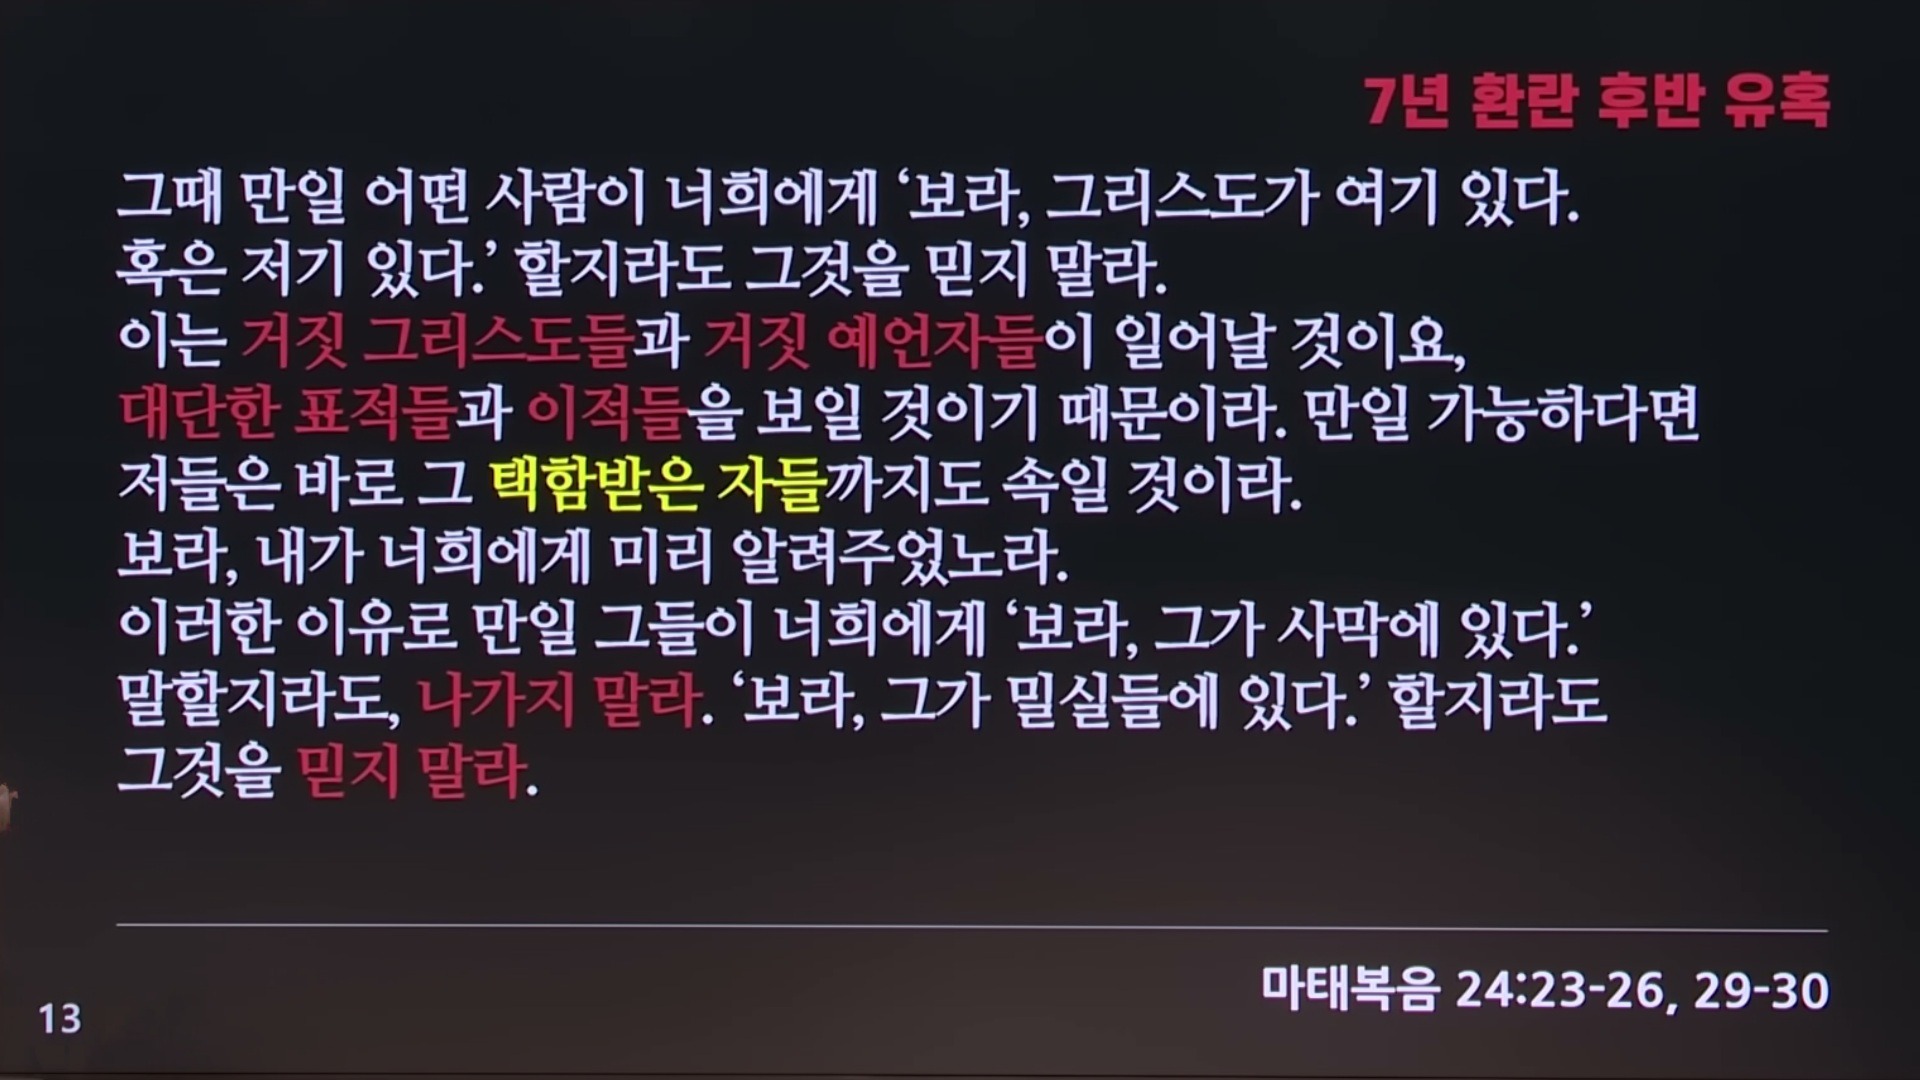 7년 환란 후반 유혹
그때 만일 어떤 사람이 너희에게 ‘보라, 그리스도가 여기 있다.
혹은 저기 있다.’ 할지라도 그것을 믿지 말라.
이는 거짓 그리스도들과 거짓 예언자들이 일어날 것이요,
대단한 표적들과 이적들을 보일 것이기 때문이라. 만일 가능하다면
저들은 바로 그 택함받은 자들까지도 속일 것이라.
보라, 내가 너희에게 미리 알려주었노라.
이러한 이유로 만일 그들이 너희에게 ‘보라, 그가 사막에 있다.’
말할지라도, 나가지 말라. ‘보라, 그가 밀실들에 있다.’ 할지라도
그것을 믿지 말라.
마태복음 24:23-26, 29-30
13